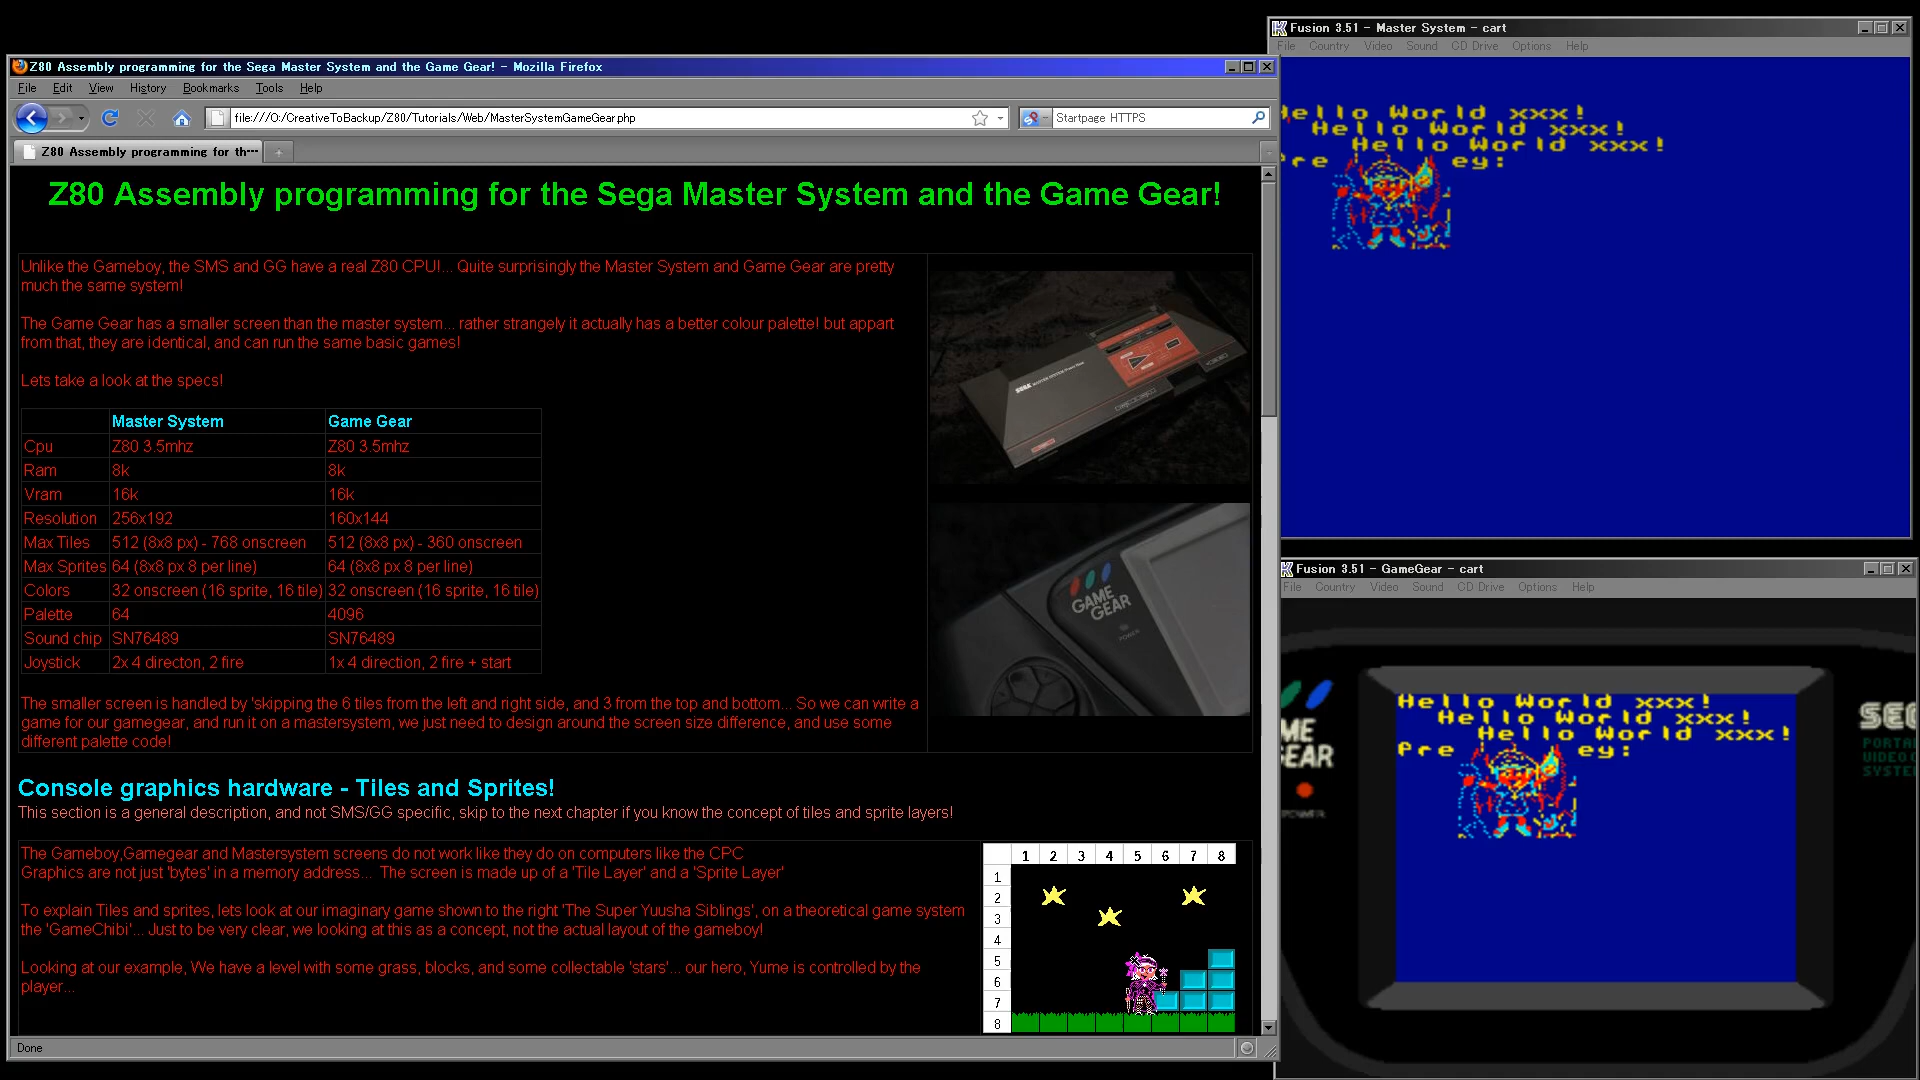 Z80 Assembly programming for the Sega Master System and the Game Gear! - Mozilla Firefox
File Edit View History Bookmarks Tools Help
file:///O:/CreativeToBackup/Z80/Tutorials/Web/MasterSystemGameGear.php
Startpage HTTPS
Z80 Assembly programming for th···
Z80 Assembly programming for the Sega Master System and the Game Gear!
Unlike the Gameboy, the SMS and GG have a real Z80 CPU!... Quite surprisingly the Master System and Game Gear are pretty
much the same system!
The Game Gear has a smaller screen than the master system... rather strangely it actually has a better colour palette! but appart
from that, they are identical, and can run the same basic games!
Lets take a look at the specs!
Master System Game Gear
Cpu Z80 3.5mhz Z80 3.5mhz
Ram 8k 8k
Vram 16k 16k
Resolution 256x192 160x144
Max Tiles 512 (8x8 px) - 768 onscreen 512 (8x8 px) - 360 onscreen
Max Sprites 64 (8x8 px 8 per line) 64 (8x8 px 8 per line)
Colors 32 onscreen (16 sprite, 16 tile) 32 onscreen (16 sprite, 16 tile)
Palette 64 4096
Sound chip SN76489 SN76489
Joystick 2x 4 directon, 2 fire 1x 4 direction, 2 fire + start
SEGA MASTER SYSTEM
GAME
GEAR
POWER
The smaller screen is handled by 'skipping the 6 tiles from the left and right side, and 3 from the top and bottom... So we can write a
game for our gamegear, and run it on a mastersystem, we just need to design around the screen size difference, and use some
different palette code!
Console graphics hardware - Tiles and Sprites!
This section is a general description, and not SMS/GG specific, skip to the next chapter if you know the concept of tiles and sprite layers!
The Gameboy,Gamegear and Mastersystem screens do not work like they do on computers like the CPC
Graphics are not just 'bytes' in a memory address... The screen is made up of a 'Tile Layer' and a 'Sprite Layer'
To explain Tiles and sprites, lets look at our imaginary game shown to the right 'The Super Yuusha Siblings', on a theoretical game system
the 'GameChibi'... Just to be very clear, we looking at this as a concept, not the actual layout of the gameboy!
Looking at our example, We have a level with some grass, blocks, and some collectable 'stars'... our hero, Yume is controlled by the
player...
1 2 3 4 5 6 7 8
1
2
3
4
5
6
7
8
Done
Fusion 3.51 - Master System - cart
File Country Video Sound CD Drive Options Help
Hello World xxx!
Hello World xxx!
Hello World xxx!
Pre ey:
Fusion 3.51 - GameGear - cart
File Country Video Sound CD Drive Options Help
Hello World xxx!
Hello World xxx!
Hello World xxx!
Pre ey:
ME
GEAR
POWER
SEG
PORTA
VIDEO G
SYSTEM